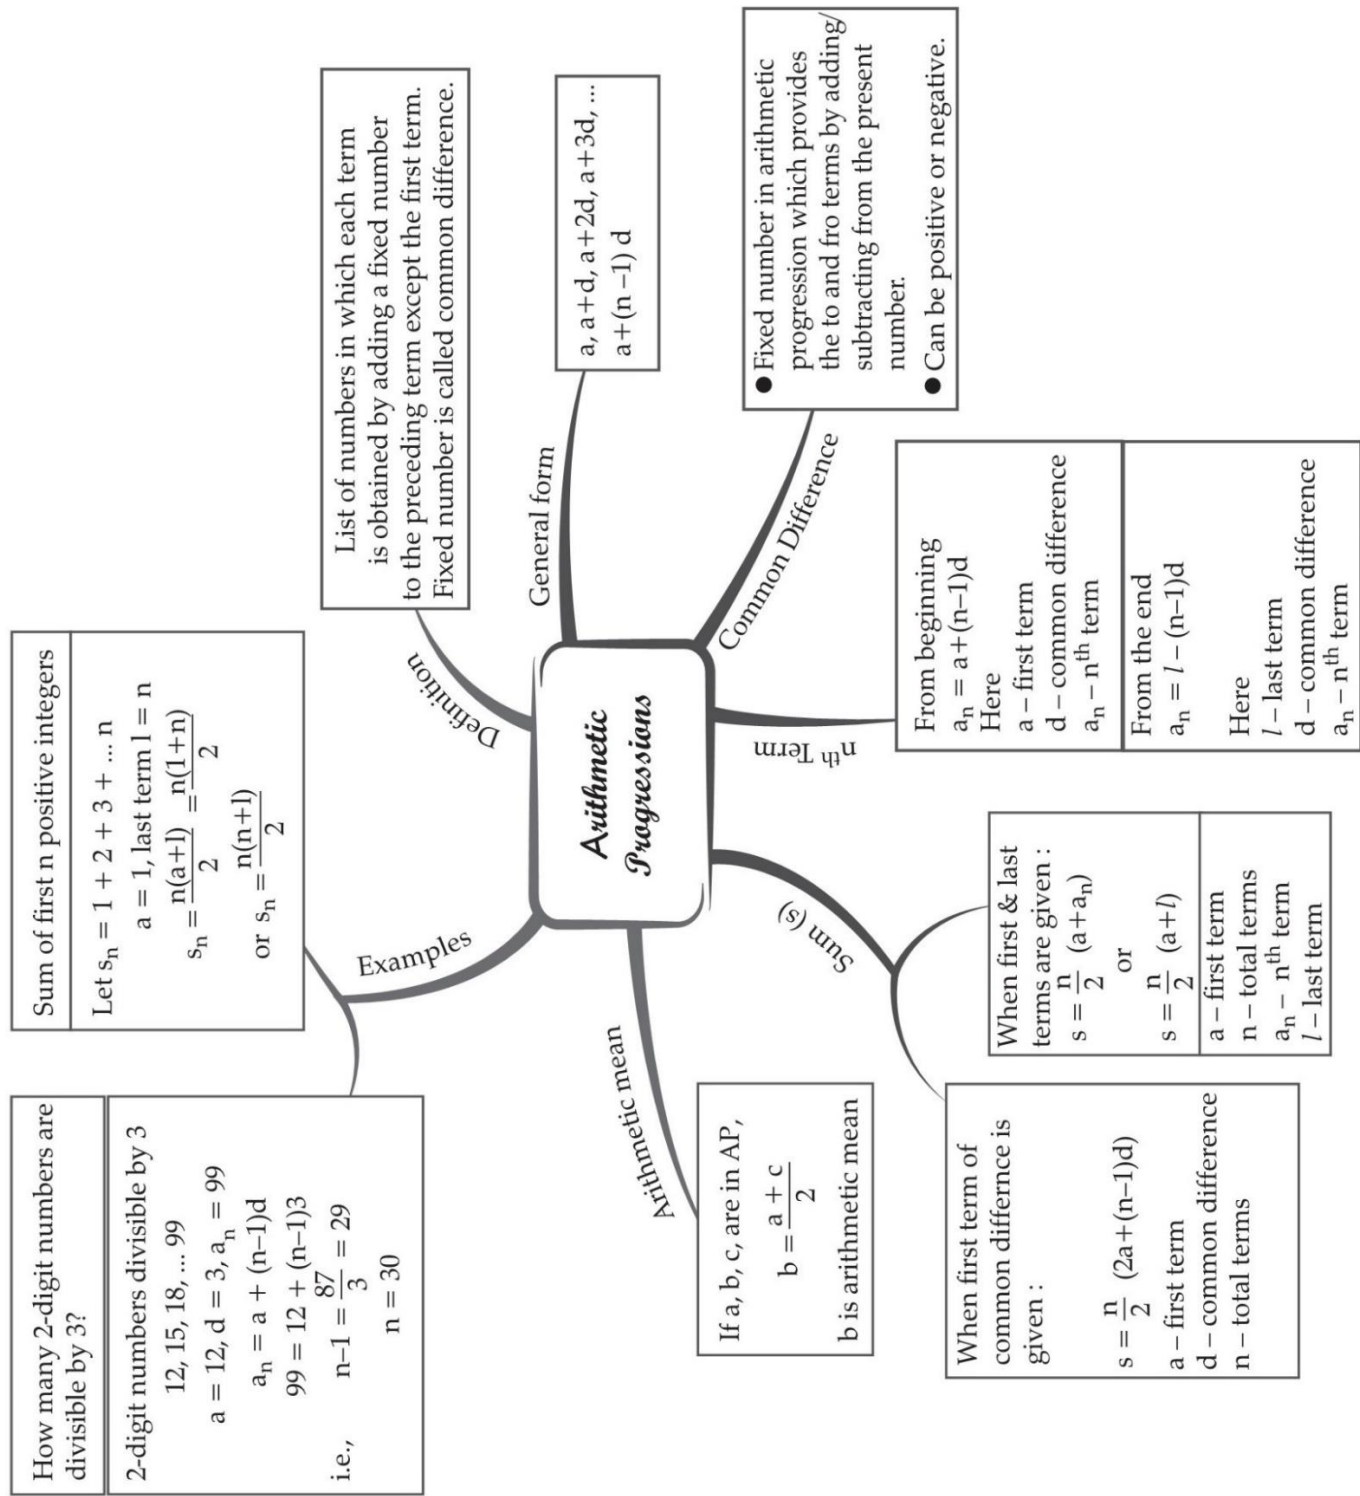 How many 2-digit numbers are
divisible by 3?
2-digit numbers divisible by 3
12, 15, 18, ... 99
a = 12, d = 3, aₙ = 99
aₙ = a + (n–1)d
99 = 12 + (n–1)3
i.e., n–1 = 87/3 = 29
n = 30
Sum of first n positive integers
Let sₙ = 1 + 2 + 3 + ... n
a = 1, last term l = n
sₙ = n(a+l)/2 = n(1+n)/2
or sₙ = n(n+1)/2
Examples
Definition
List of numbers in which each term
is obtained by adding a fixed number
to the preceding term except the first term.
Fixed number is called common difference.
General form
a, a+d, a+2d, a+3d, ...
a+(n –1) d
Arithmetic
Progressions
Common Difference
● Fixed number in arithmetic
progression which provides
the to and fro terms by adding/
subtracting from the present
number.
● Can be positive or negative.
nᵗʰ Term
From beginning
aₙ = a+(n–1)d
Here
a – first term
d – common difference
aₙ – nᵗʰ term
From the end
aₙ = l – (n–1)d
Here
l – last term
d – common difference
aₙ – nᵗʰ term
Sum (s)
When first & last
terms are given :
s = n/2 (a+aₙ)
or
s = n/2 (a+l)
a – first term
n – total terms
aₙ – nᵗʰ term
l – last term
When first term of
common differnce is
given :
s = n/2 (2a+(n–1)d)
a – first term
d – common difference
n – total terms
Arithmetic mean
If a, b, c, are in AP,
b = a + c/2
b is arithmetic mean